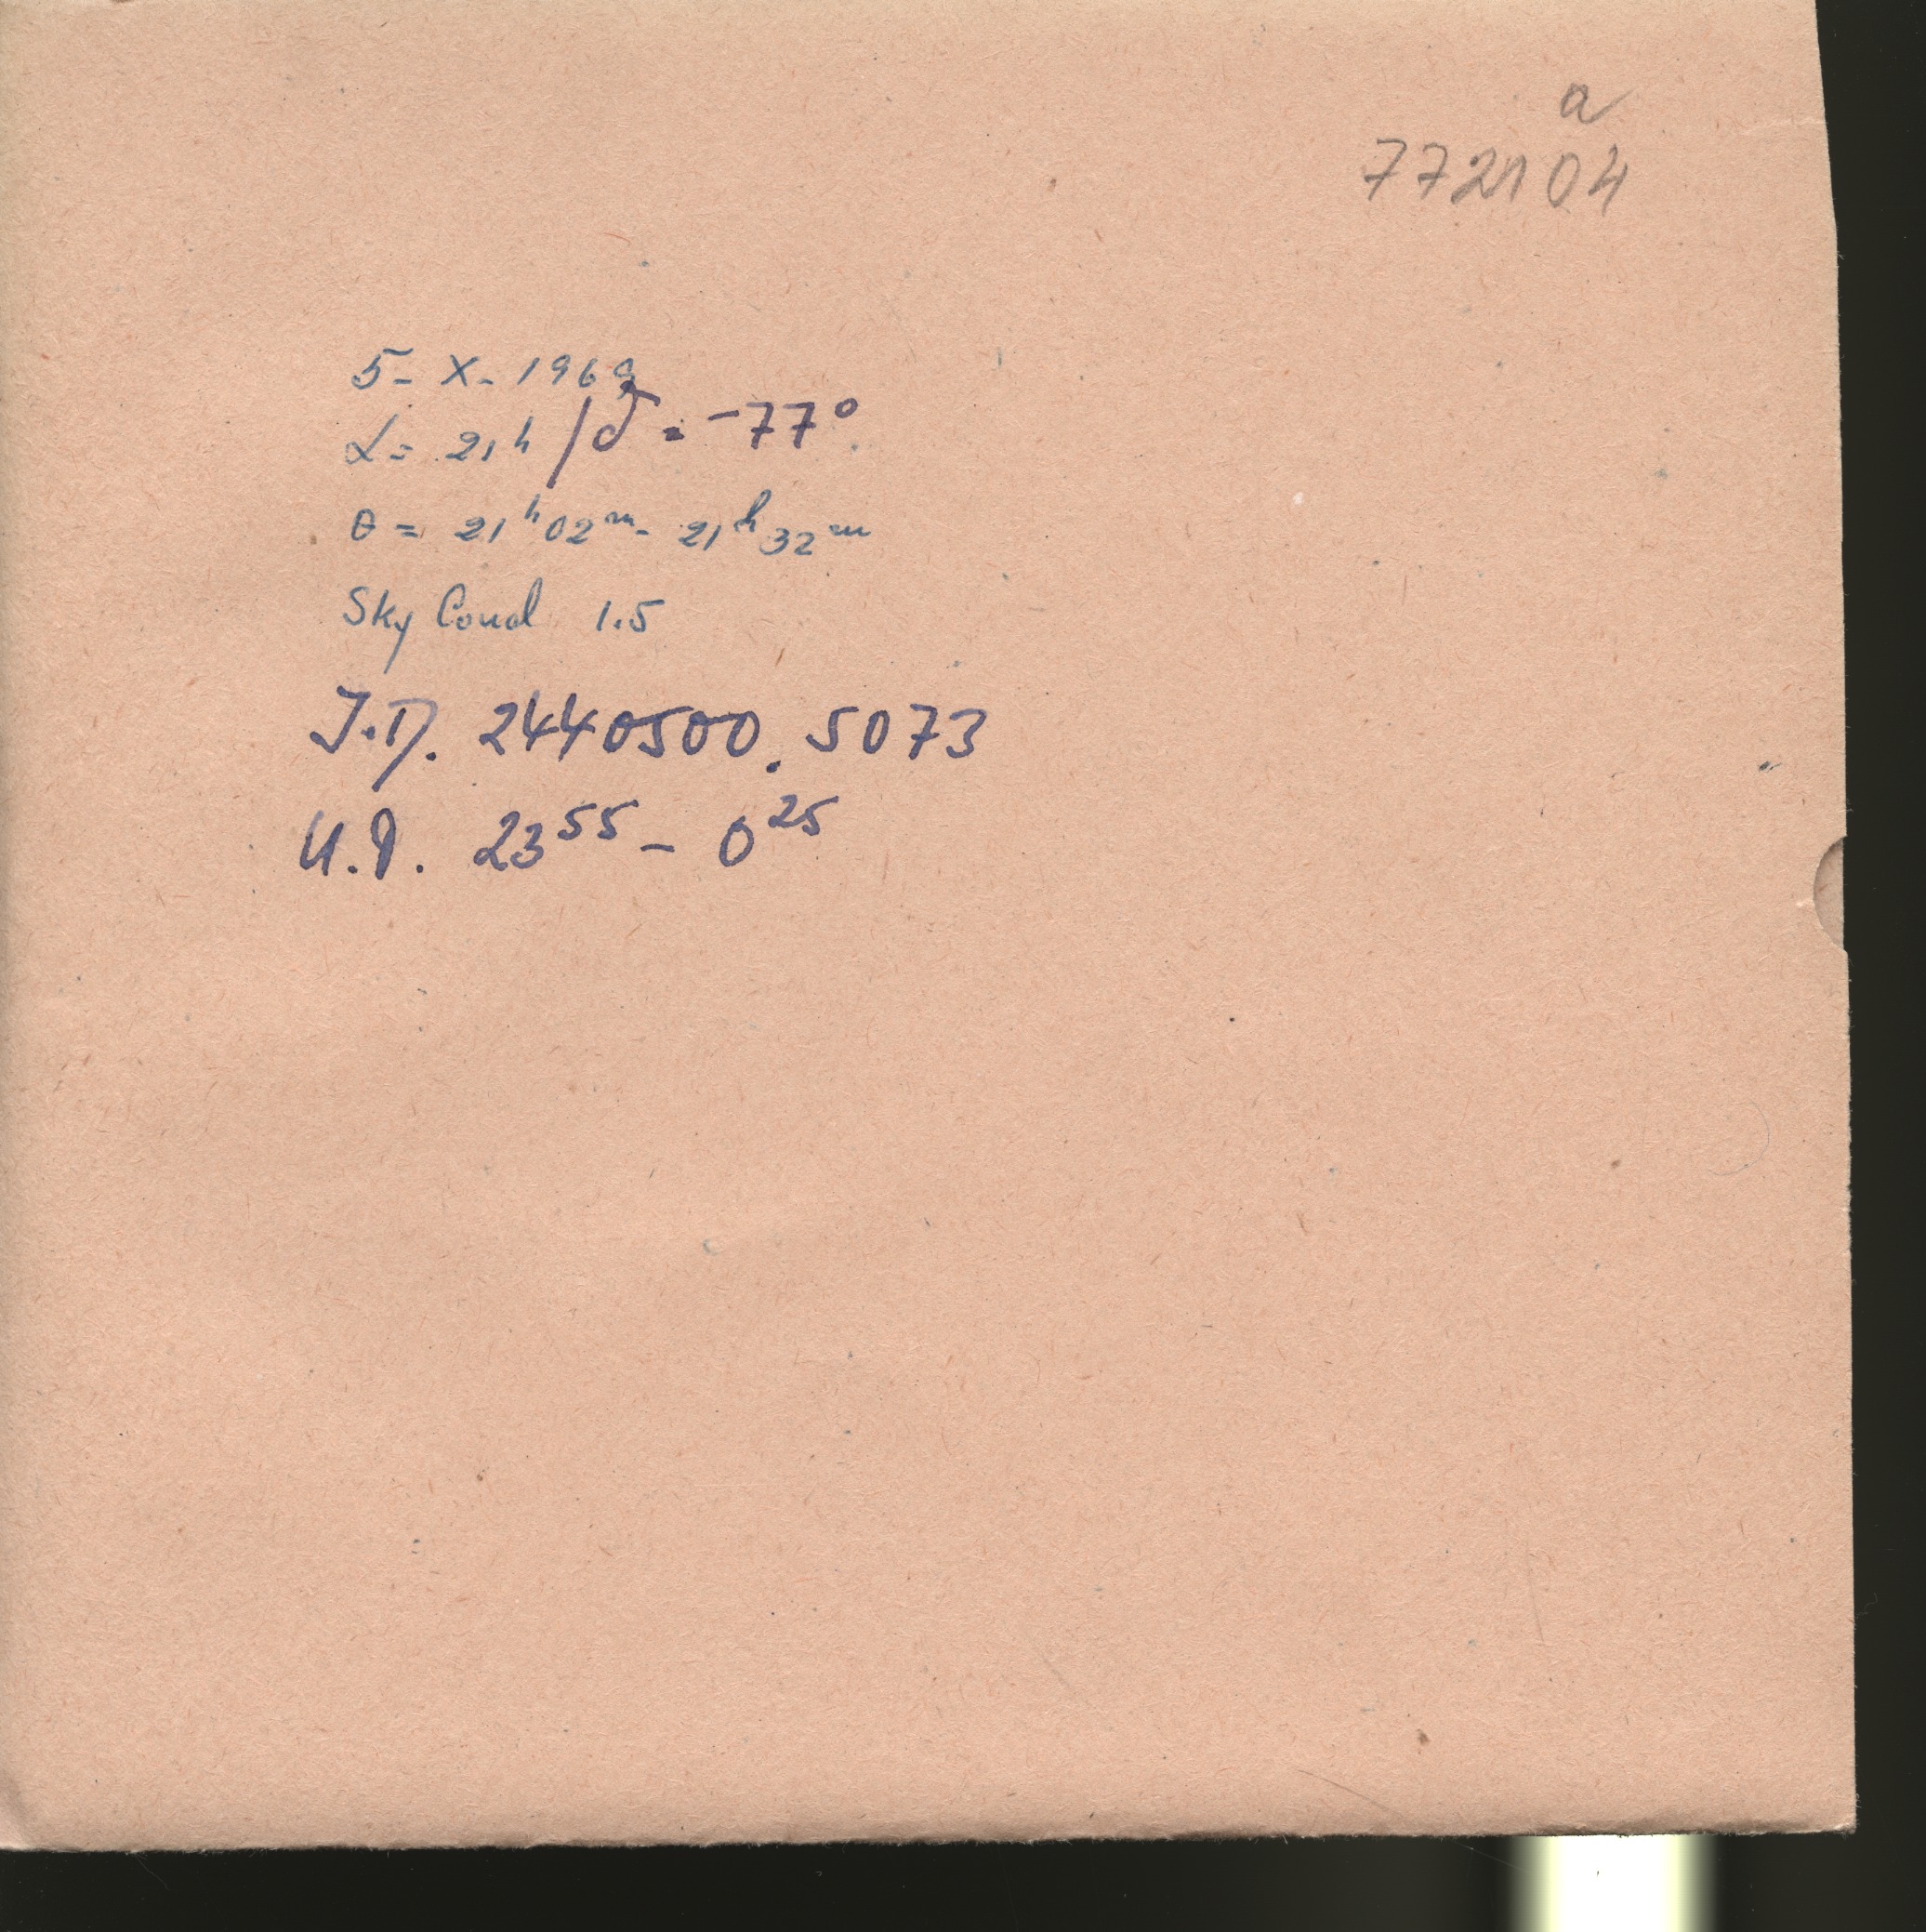 a
772104
5- X- 1969
α = 21ʰ / δ = -77°
θ = 21ʰ02ᵐ - 21ʰ32ᵐ
Sky Cond 1.5
J.D. 2440500.5073
U.T. 23⁵⁵ - 0²⁵